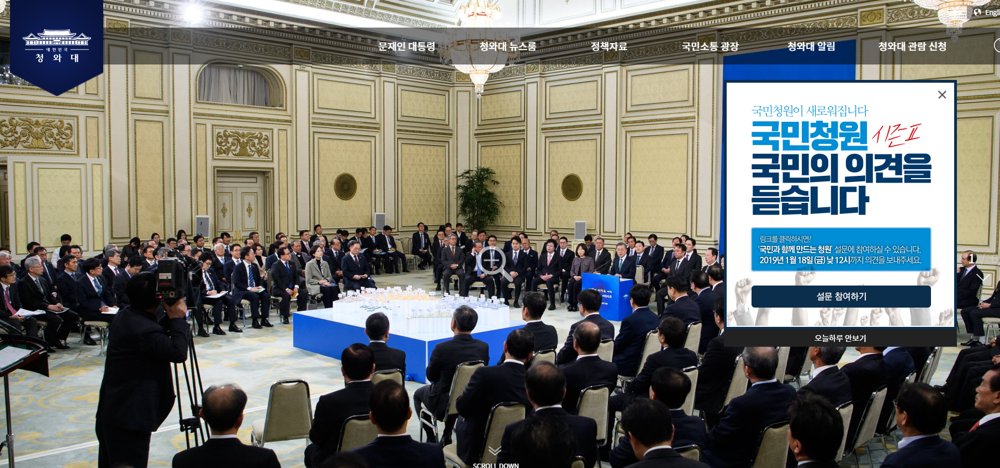 Engli
대한민국
청와대
문재인 대통령
청와대 뉴스룸
정책자료
국민소통 광장
청와대 알림
청와대 관람 신청
국민청원이 새로워집니다
국민청원 시즌Ⅱ
국민의 의견을
듣습니다
링크를 클릭하시면!
'국민과 함께 만드는 청원' 설문에 참여하실 수 있습니다.
2019년 1월 18일 (금) 낮 12시까지 의견을 보내주세요.
설문 참여하기
오늘하루 안보기
1 / 6
SCROLL DOWN